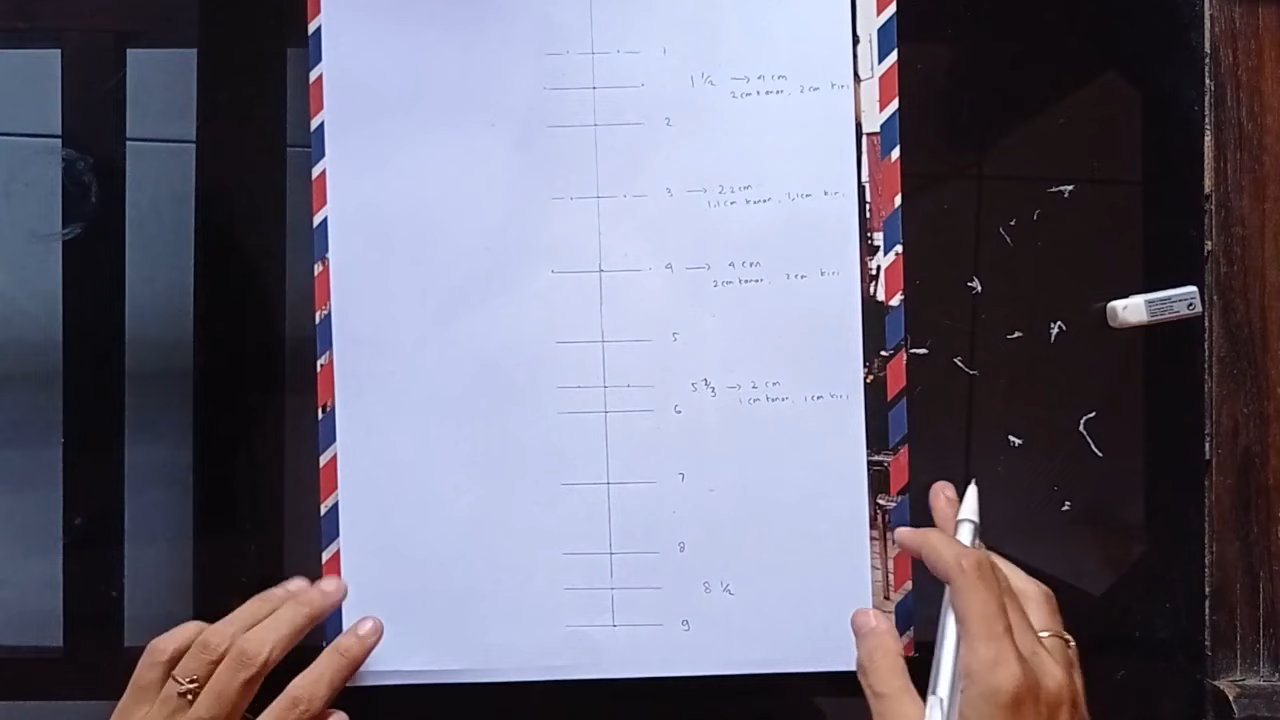 1
1 1/2 → 4 cm
2 cm kanan, 2 cm kiri
2
3 → 2,2 cm
1,1 cm kanan, 1,1 cm kiri
4 → 4 cm
2 cm kanan, 2 cm kiri
5
5 2/3 → 2 cm
1 cm kanan, 1 cm kiri
6
7
8
8 1/2
9